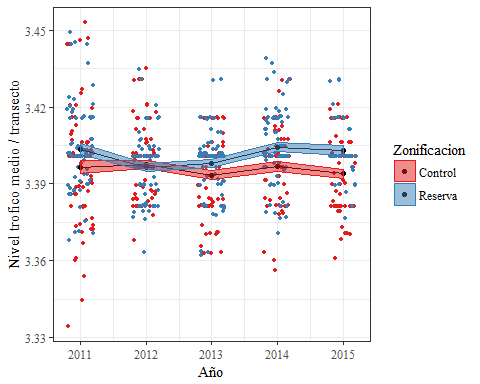 3.45
3.42
3.39
3.36
3.33
Nivel trófico medio / transecto
2011 2012 2013 2014 2015
Año
Zonificacion
Control
Reserva